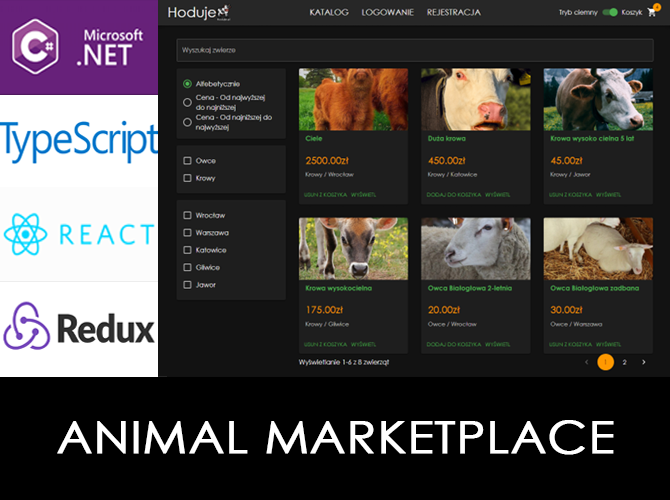 Microsoft
.NET
C#
TypeScript
REACT
Redux
Hoduje
KATALOG LOGOWANIE REJESTRACJA
Tryb ciemny Koszyk
Wyszukaj zwierze
Alfebetycznie
Cena - Od najwyższej
do najniższej
Cena - Od najniższej do
najwyższej
Owce
Krowy
Wrocław
Warszawa
Katowice
Gliwice
Jawor
Ciele
2500.00zł
Krowy / Wrocław
USUŃ Z KOSZYKA WYŚWIETL
Duża krowa
450.00zł
Krowy / Katowice
DODAJ DO KOSZYKA WYŚWIETL
Krowa wysoko cielna 5 lat
45.00zł
Krowy / Jawor
USUŃ Z KOSZYKA WYŚWIETL
Krowa wysokocielna
175.00zł
Krowy / Gliwice
USUŃ Z KOSZYKA WYŚWIETL
Owca Białogłowa 2-letnia
20.00zł
Owce / Wrocław
DODAJ DO KOSZYKA WYŚWIETL
Owca Białogłowa zadbana
30.00zł
Owce / Warszawa
USUŃ Z KOSZYKA WYŚWIETL
Wyświetlanie 1-6 z 8 zwierząt
1 2
ANIMAL MARKETPLACE